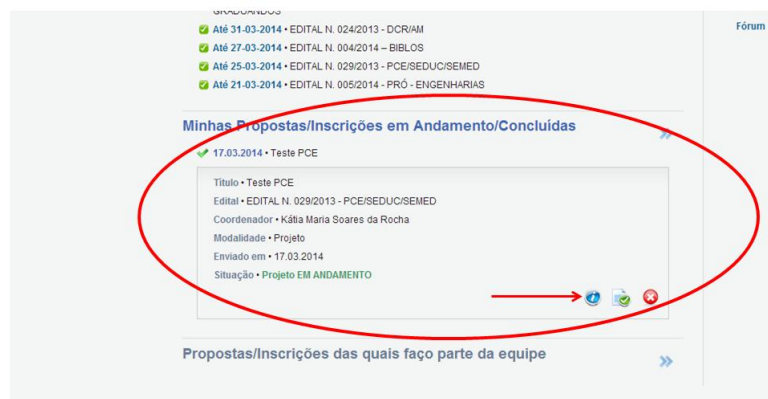 GRADUANDOS
Até 31-03-2014 • EDITAL N. 024/2013 - DCR/AM
Fórum
Até 27-03-2014 • EDITAL N. 004/2014 – BIBLOS
Até 25-03-2014 • EDITAL N. 029/2013 - PCE/SEDUC/SEMED
Até 21-03-2014 • EDITAL N. 005/2014 - PRÓ - ENGENHARIAS
Minhas Propostas/Inscrições em Andamento/Concluídas
17.03.2014 • Teste PCE
Título • Teste PCE
Edital • EDITAL N. 029/2013 - PCE/SEDUC/SEMED
Coordenador • Kátia Maria Soares da Rocha
Modalidade • Projeto
Enviado em • 17.03.2014
Situação • Projeto EM ANDAMENTO
Propostas/Inscrições das quais faço parte da equipe